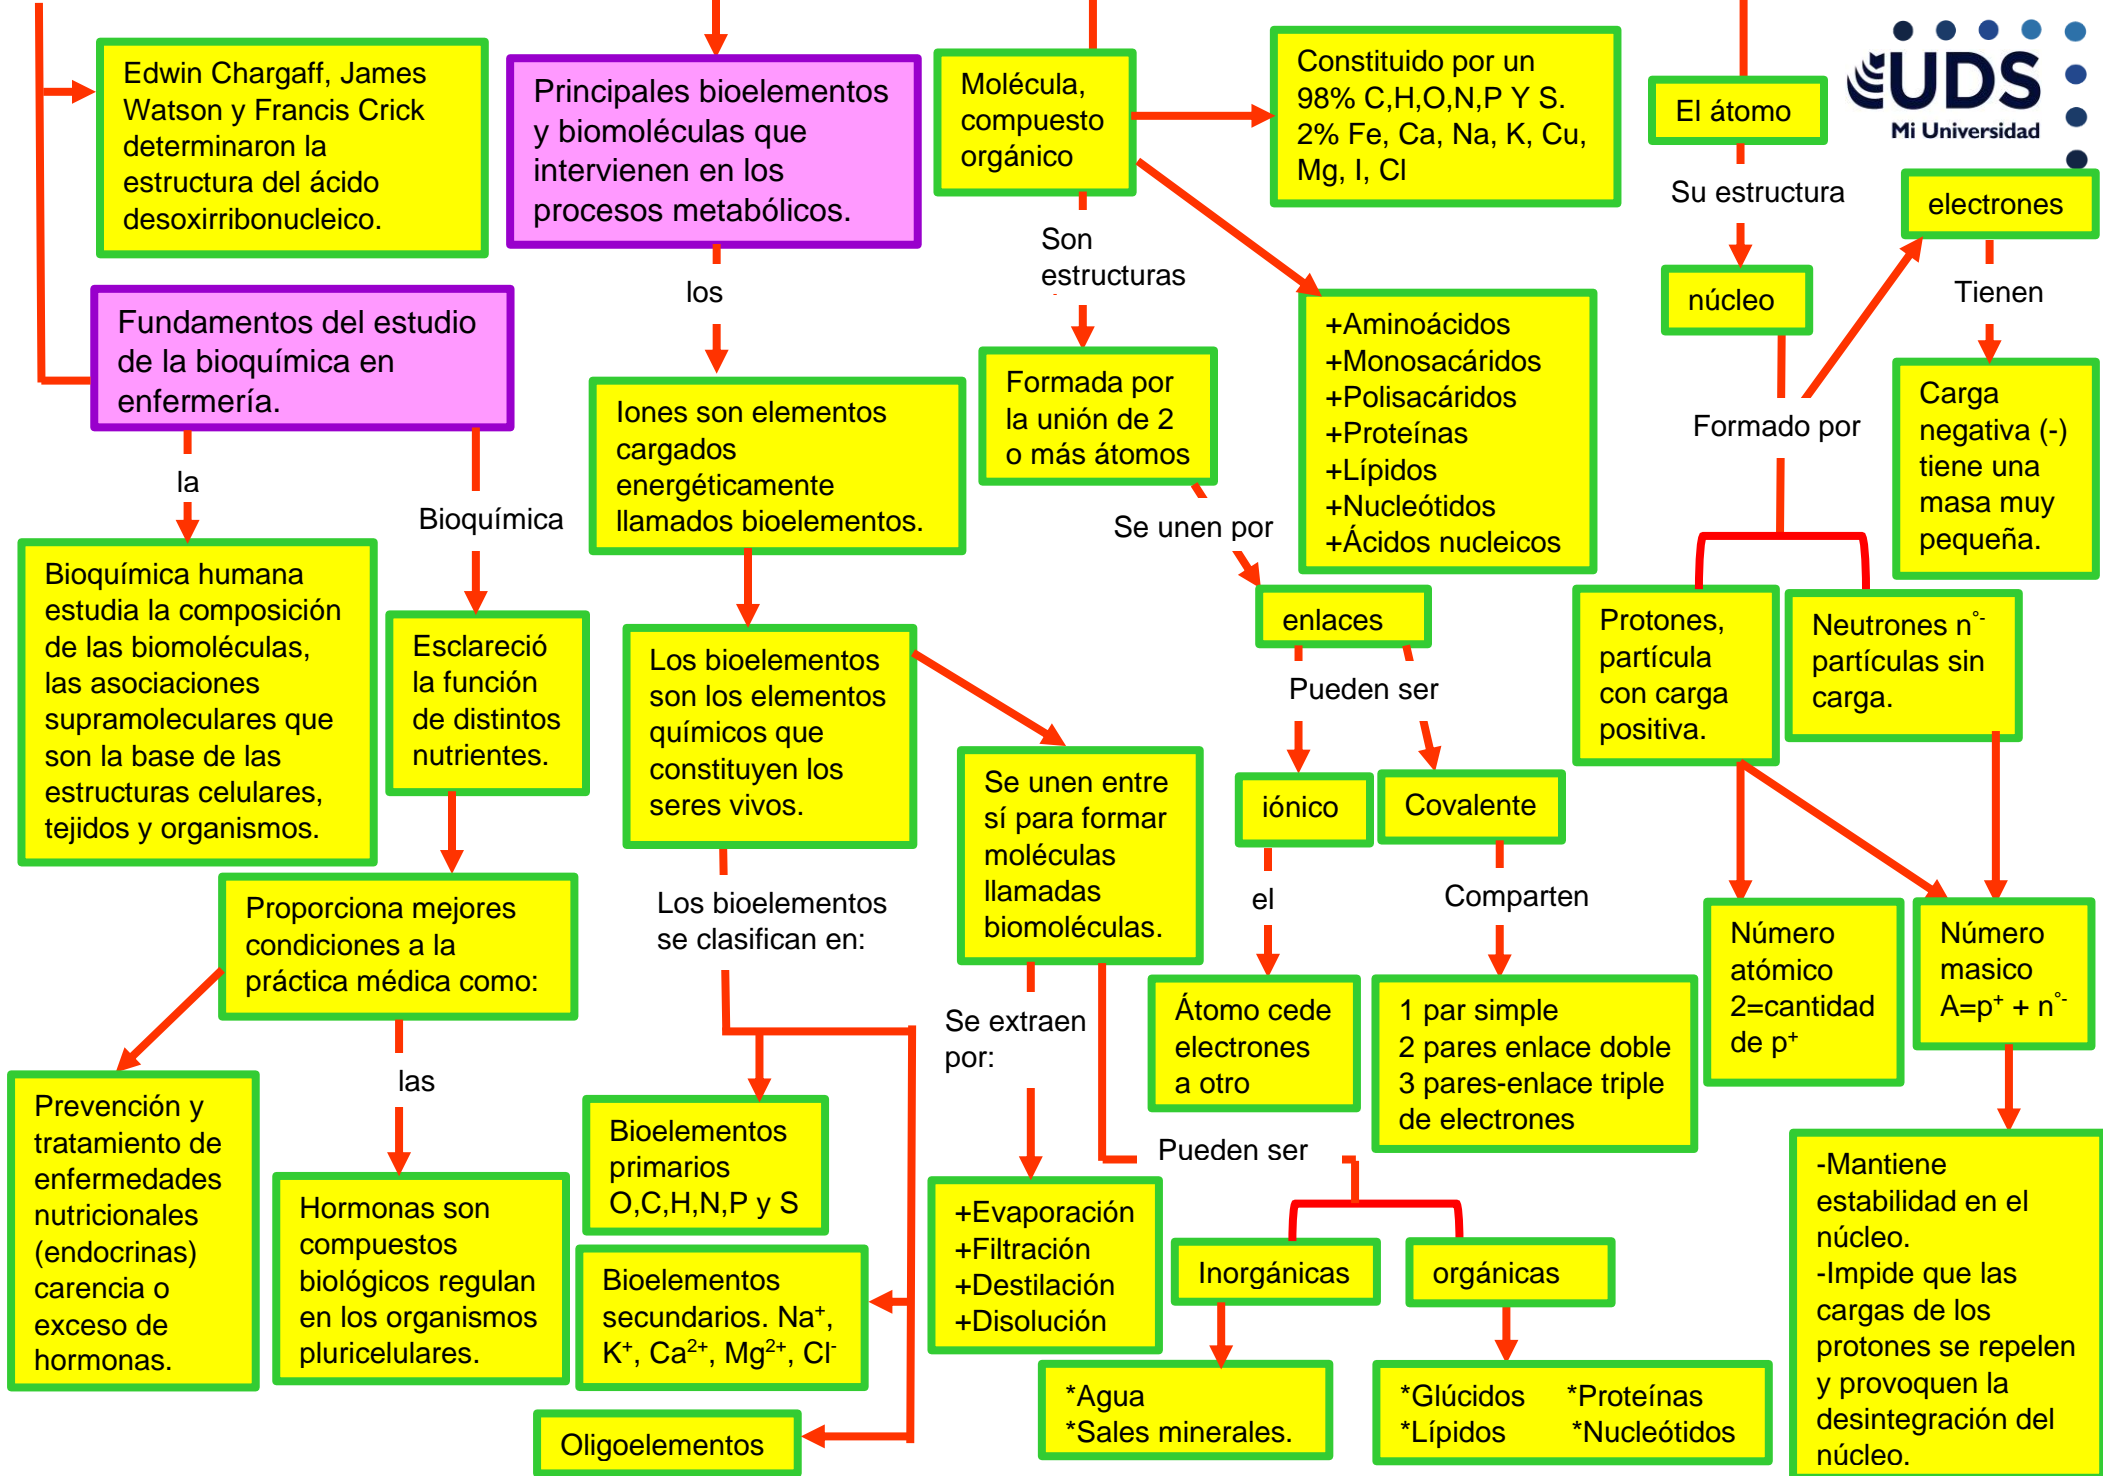 Edwin Chargaff, James
Watson y Francis Crick
determinaron la
estructura del ácido
desoxirribonucleico.
Fundamentos del estudio
de la bioquímica en
enfermería.
la
Bioquímica
Bioquímica humana
estudia la composición
de las biomoléculas,
las asociaciones
supramoleculares que
son la base de las
estructuras celulares,
tejidos y organismos.
Esclareció
la función
de distintos
nutrientes.
Proporciona mejores
condiciones a la
práctica médica como:
las
Prevención y
tratamiento de
enfermedades
nutricionales
(endocrinas)
carencia o
exceso de
hormonas.
Hormonas son
compuestos
biológicos regulan
en los organismos
pluricelulares.
Principales bioelementos
y biomoléculas que
intervienen en los
procesos metabólicos.
los
Iones son elementos
cargados
energéticamente
llamados bioelementos.
Los bioelementos
son los elementos
químicos que
constituyen los
seres vivos.
Los bioelementos
se clasifican en:
Bioelementos
primarios
O,C,H,N,P y S
Bioelementos
secundarios. Na⁺,
K⁺, Ca²⁺, Mg²⁺, Cl⁻
Oligoelementos
Se unen entre
sí para formar
moléculas
llamadas
biomoléculas.
Se extraen
por:
+Evaporación
+Filtración
+Destilación
+Disolución
Pueden ser
Inorgánicas
orgánicas
*Agua
*Sales minerales.
*Glúcidos *Proteínas
*Lípidos *Nucleótidos
Molécula,
compuesto
orgánico
Constituido por un
98% C,H,O,N,P Y S.
2% Fe, Ca, Na, K, Cu,
Mg, I, Cl
Son
estructuras
Formada por
la unión de 2
o más átomos
+Aminoácidos
+Monosacáridos
+Polisacáridos
+Proteínas
+Lípidos
+Nucleótidos
+Ácidos nucleicos
Se unen por
enlaces
Pueden ser
iónico
Covalente
el
Comparten
Átomo cede
electrones
a otro
1 par simple
2 pares enlace doble
3 pares-enlace triple
de electrones
El átomo
Su estructura
núcleo
Formado por
electrones
Tienen
Carga
negativa (-)
tiene una
masa muy
pequeña.
Protones,
partícula
con carga
positiva.
Neutrones n°⁻
partículas sin
carga.
Número
atómico
2=cantidad
de p⁺
Número
masico
A=p⁺ + n°⁻
-Mantiene
estabilidad en el
núcleo.
-Impide que las
cargas de los
protones se repelen
y provoquen la
desintegración del
núcleo.
UDS
Mi Universidad